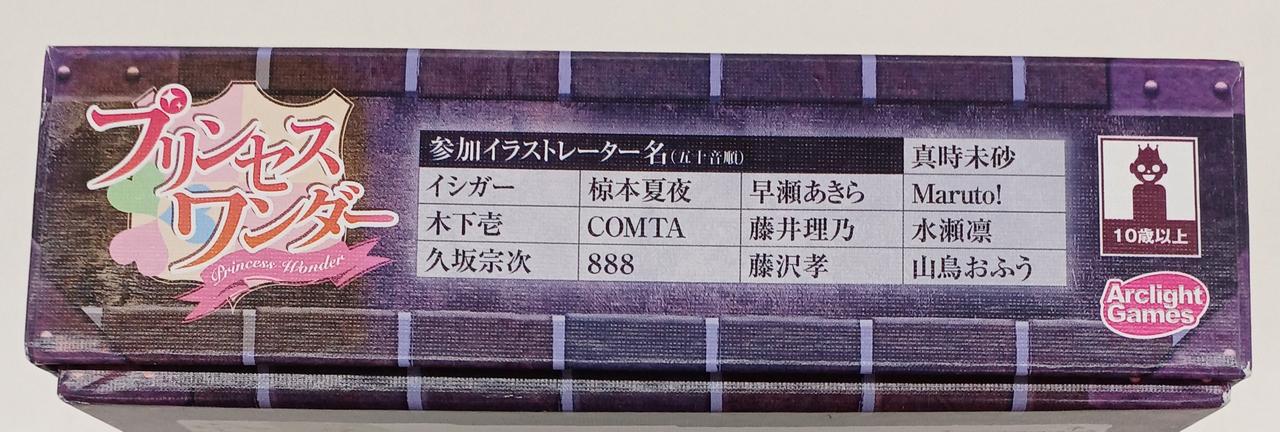 プリンセス
ワンダー
Princess Wonder
参加イラストレーター名(五十音順)
イシガー
木下壱
久坂宗次
椋本夏夜
COMTA
888
早瀬あきら
藤井理乃
藤沢孝
真時未砂
Maruto!
水瀬凛
山鳥おふう
10歳以上
Arclight
Games